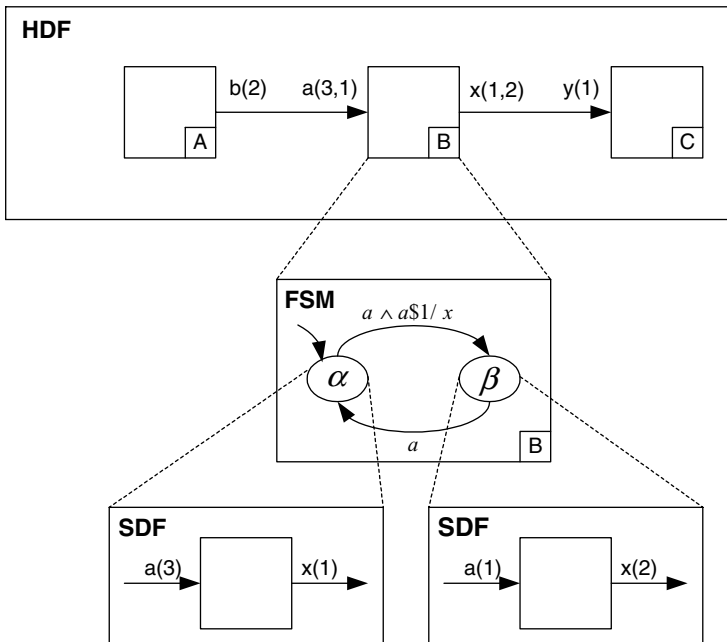 HDF
b(2) a(3,1) x(1,2) y(1)
A B C
FSM
a ∧ a$1/ x
α β
a
B
SDF SDF
a(3) x(1) a(1) x(2)